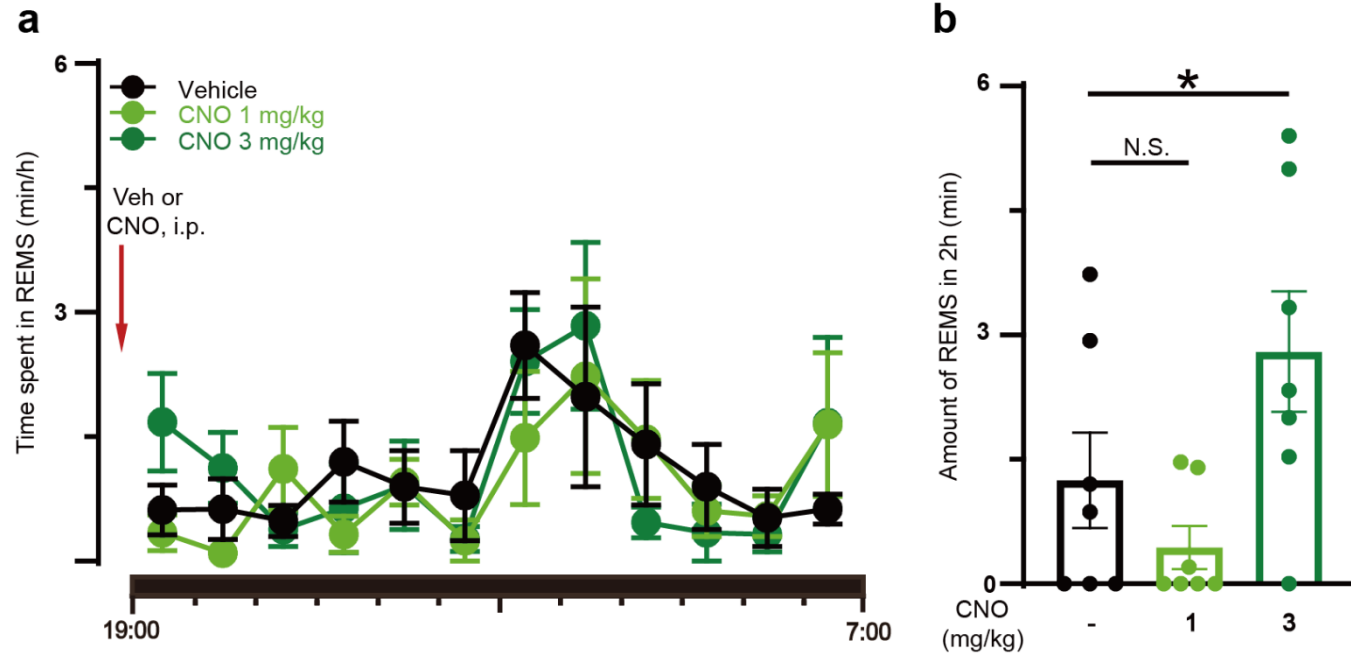 a
6
Vehicle
CNO 1 mg/kg
CNO 3 mg/kg
Veh or
CNO, i.p.
3
Time spent in REMS (min/h)
19:00
7:00
b
6
*
N.S.
3
Amount of REMS in 2h (min)
0
CNO
(mg/kg)
- 1 3